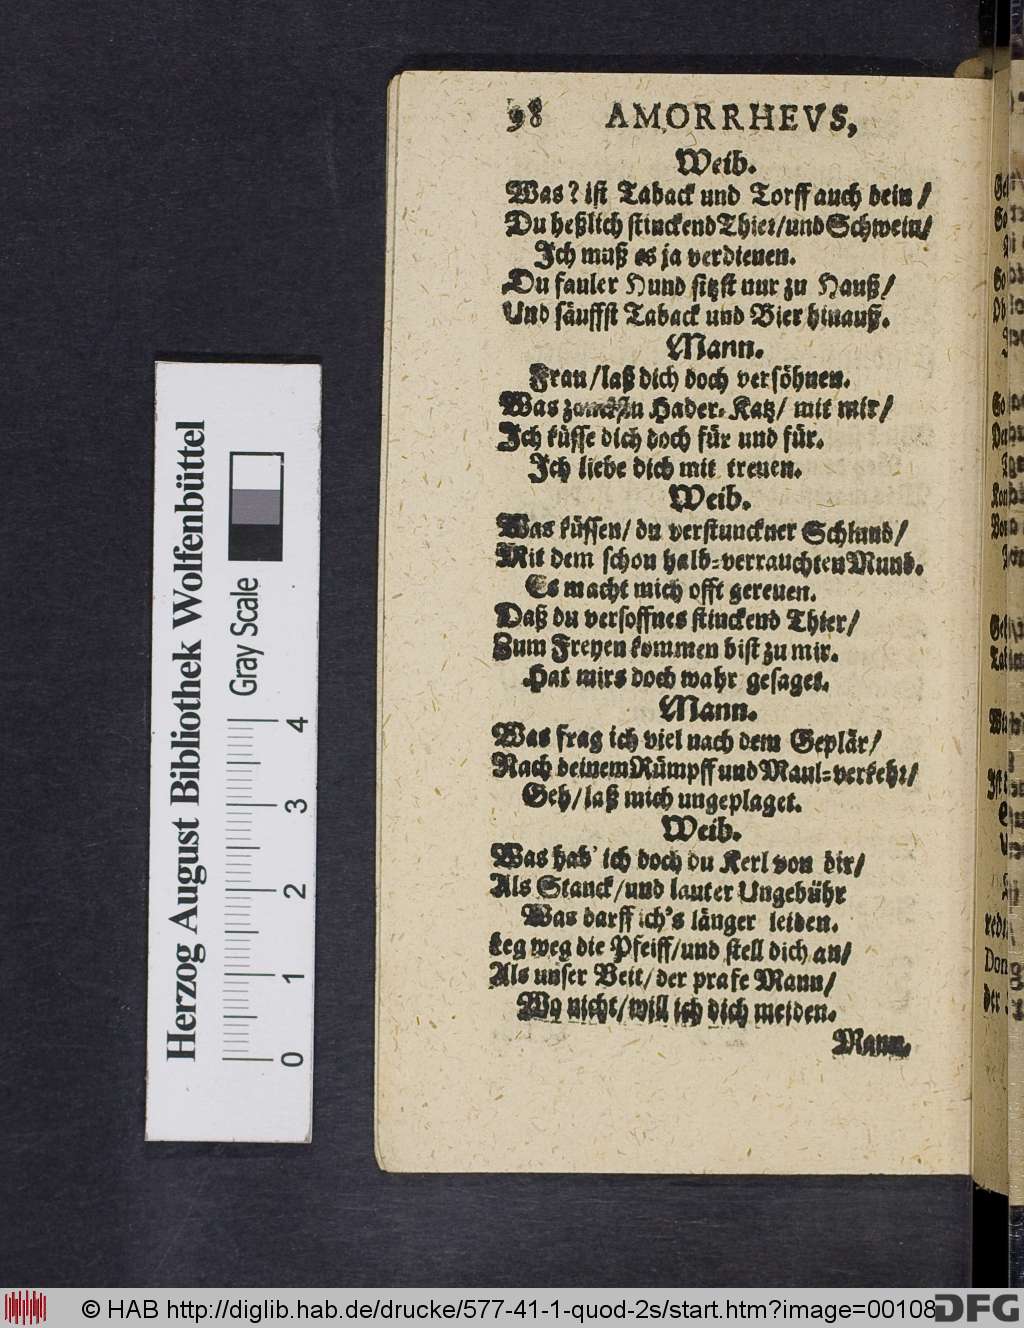 98 AMORRHEVS,
Weib.
Was? ist Taback und Torff auch dein/
Du heßlich stinckend Thier/und Schwein/
Ich muß es ja verdienen.
Du fauler Hund sitzst nur zu Hauß/
Und säuffst Taback und Bier hinauß.
Mann.
Frau/laß dich doch versöhnen.
Was zanckstu Hader-Katz/ mit mir/
Ich küsse dich doch für und für.
Ich liebe dich mit treuen.
Weib.
Was küssen/ du verstunckner Schlund/
Mit dem schon halb-verrauchten Mund.
Es macht mich offt gereuen.
Daß du versoffnes stinckend Thier/
Zum Freyen kommen bist zu mir.
Hat mirs doch wahr gesaget.
Mann.
Was frag ich viel nach dem Geplär/
Nach deinem Rümpff und Maul-verkehr/
Geh/laß mich ungeplaget.
Weib.
Was hab' ich doch du Kerl von dir/
Als Stanck/und lauter Ungebühr
Was darff ich's länger leiden.
Leg weg die Pfeiff/und stell dich an/
Als unser Veit/ der prafe Mann/
Wo nicht/will ich dich meiden.
Mann.
Herzog August Bibliothek Wolfenbüttel
Gray Scale
0 1 2 3 4
© HAB http://diglib.hab.de/drucke/577-41-1-quod-2s/start.htm?image=00108
DFG